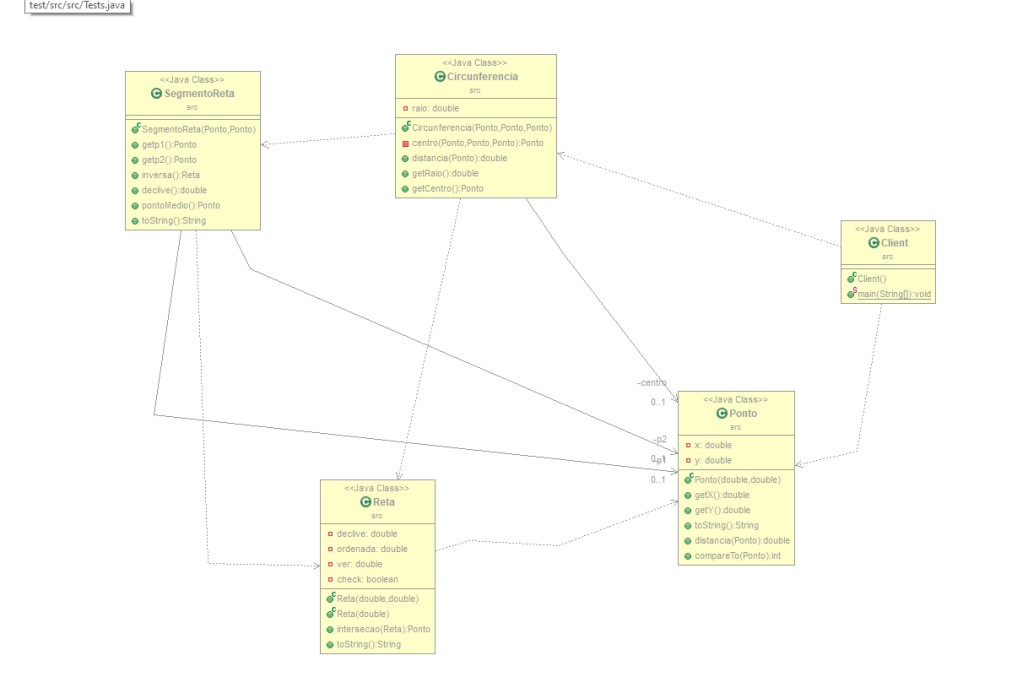 test/src/src/Tests.java
<<Java Class>>
SegmentoReta
src
SegmentoReta(Ponto,Ponto)
getp1():Ponto
getp2():Ponto
inversa():Reta
declive():double
pontoMedio():Ponto
toString():String
<<Java Class>>
Circunferencia
src
raio: double
Circunferencia(Ponto,Ponto,Ponto)
centro(Ponto,Ponto,Ponto):Ponto
distancia(Ponto):double
getRaio():double
getCentro():Ponto
<<Java Class>>
Client
src
Client()
main(String[]):void
-centro
0..1
-p2
0..1
-p1
0..1
<<Java Class>>
Ponto
src
x: double
y: double
Ponto(double,double)
getX():double
getY():double
toString():String
distancia(Ponto):double
compareTo(Ponto):int
<<Java Class>>
Reta
src
declive: double
ordenada: double
ver: double
check: boolean
Reta(double,double)
Reta(double)
intersecao(Reta):Ponto
toString():String